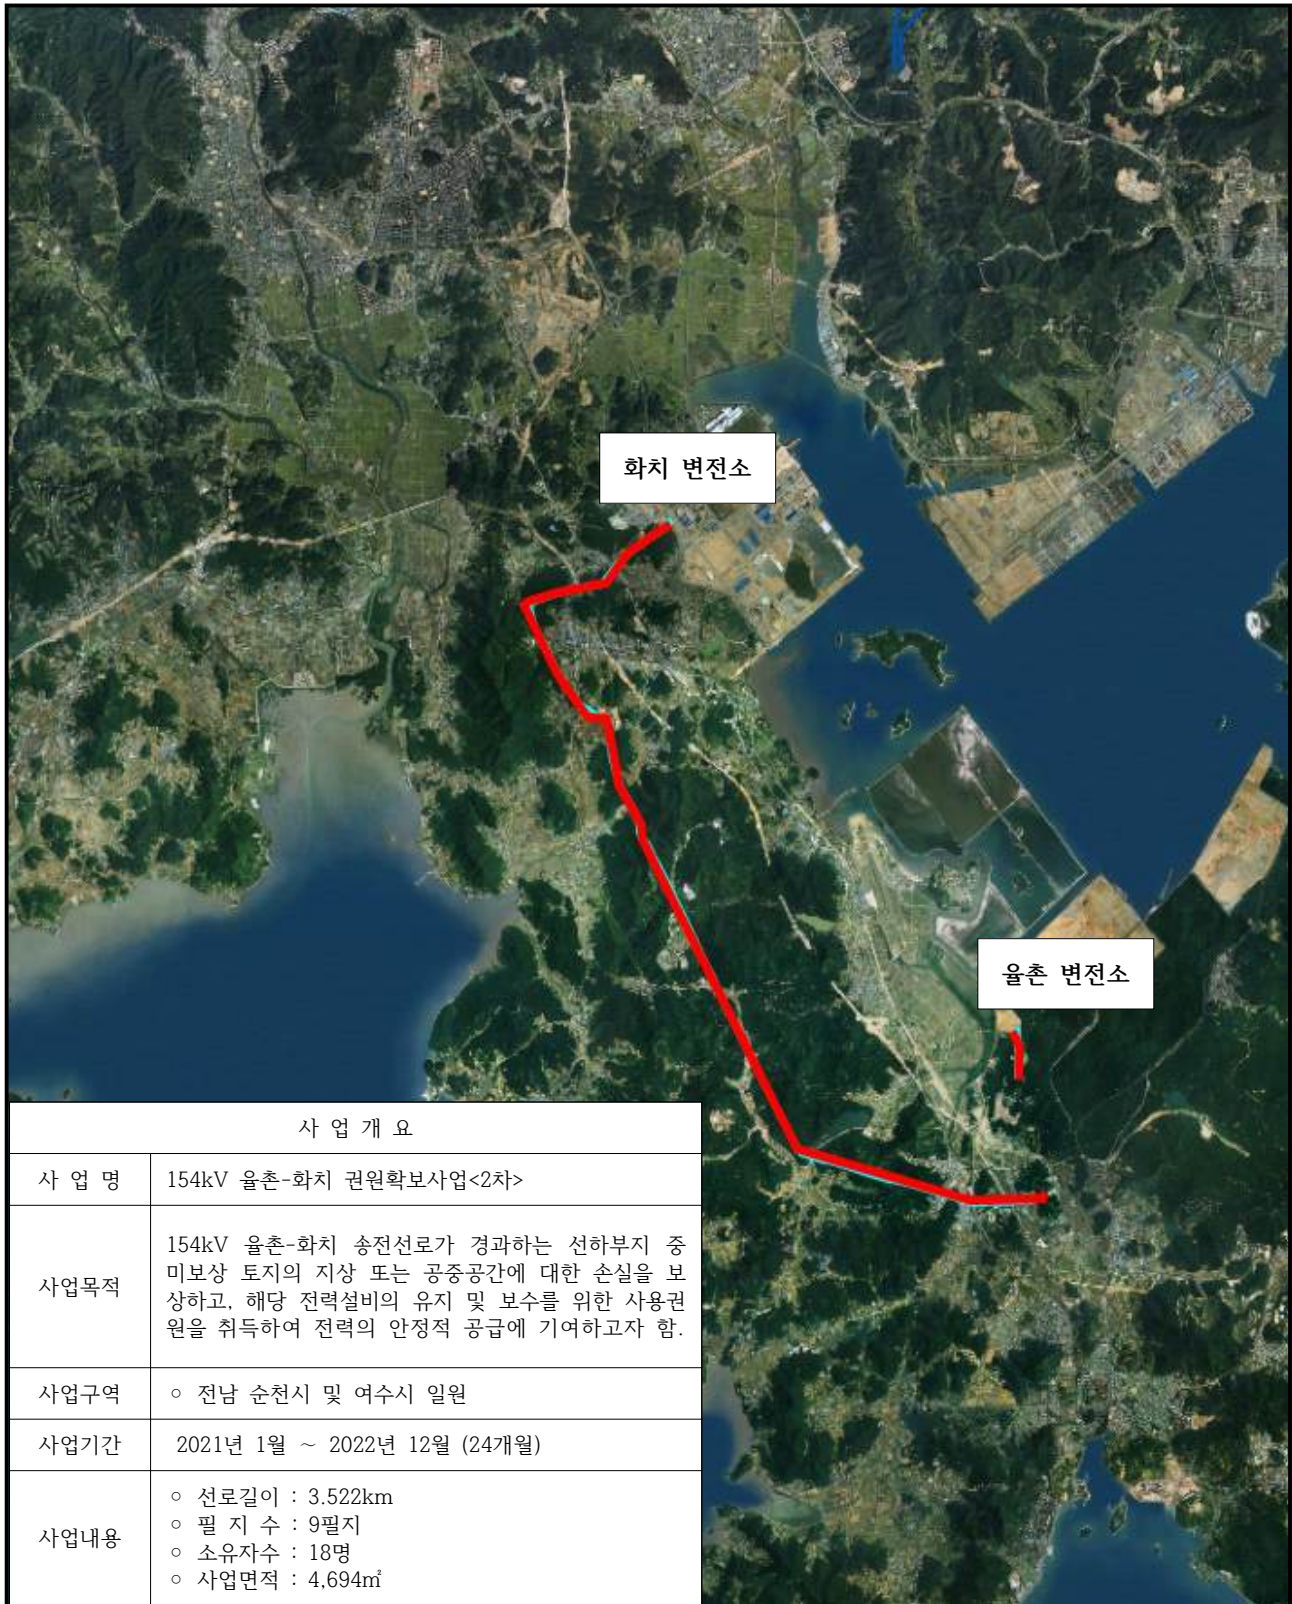 화치 변전소
율촌 변전소
사 업 개 요
사 업 명
154kV 율촌-화치 권원확보사업<2차>
사업목적
154kV 율촌-화치 송전선로가 경과하는 선하부지 중
미보상 토지의 지상 또는 공중공간에 대한 손실을 보
상하고, 해당 전력설비의 유지 및 보수를 위한 사용권
원을 취득하여 전력의 안정적 공급에 기여하고자 함.
사업구역
○ 전남 순천시 및 여수시 일원
사업기간
2021년 1월 ~ 2022년 12월 (24개월)
사업내용
○ 선로길이 : 3.522km
○ 필 지 수 : 9필지
○ 소유자수 : 18명
○ 사업면적 : 4,694㎡